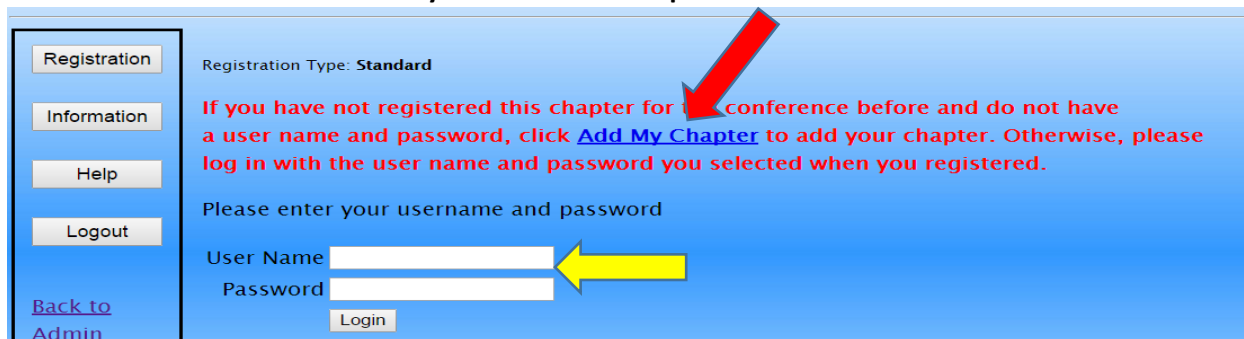 Registration
Information
Help
Logout
Back to
Admin
Registration Type: Standard
If you have not registered this chapter for conference before and do not have
a user name and password, click Add My Chapter to add your chapter. Otherwise, please
log in with the user name and password you selected when you registered.
Please enter your username and password
User Name
Password
Login